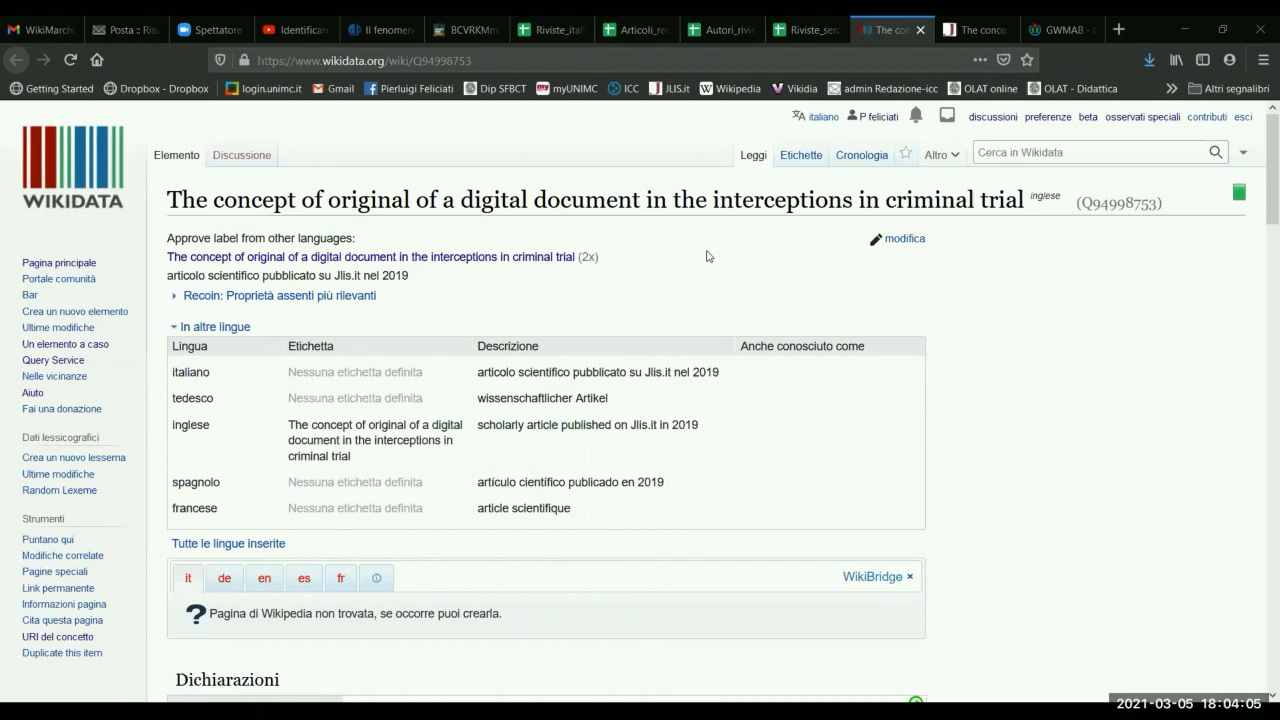 WikiMarch
Posta :: Ris
Spettatore
Identificare
Il fenomen
BCVRKMm
Riviste_ital
Articoli_rec
Autori_rivis
Riviste_sen
The con
The conce
GWMAB - C
https://www.wikidata.org/wiki/Q94998753
Getting Started
Dropbox - Dropbox
login.unimc.it
Gmail
Pierluigi Feliciati
Dip SFBCT
myUNIMC
ICC
JLIS.it
Wikipedia
Vikidia
admin Redazione-icc
OLAT online
OLAT - Didattica
Altri segnalibri
italiano
P feliciati
discussioni
preferenze
beta
osservati speciali
contributi
esci
WIKIDATA
Elemento
Discussione
Leggi
Etichette
Cronologia
Altro
Cerca in Wikidata
The concept of original of a digital document in the interceptions in criminal trial inglese (Q94998753)
Approve label from other languages:
modifica
The concept of original of a digital document in the interceptions in criminal trial (2x)
articolo scientifico pubblicato su Jlis.it nel 2019
Recoin: Proprietà assenti più rilevanti
In altre lingue
Lingua Etichetta Descrizione Anche conosciuto come
italiano Nessuna etichetta definita articolo scientifico pubblicato su Jlis.it nel 2019
tedesco Nessuna etichetta definita wissenschaftlicher Artikel
inglese The concept of original of a digital scholarly article published on Jlis.it in 2019
document in the interceptions in
criminal trial
spagnolo Nessuna etichetta definita artículo científico publicado en 2019
francese Nessuna etichetta definita article scientifique
Tutte le lingue inserite
it de en es fr
WikiBridge ×
? Pagina di Wikipedia non trovata, se occorre puoi crearla.
Dichiarazioni
Pagina principale
Portale comunità
Bar
Crea un nuovo elemento
Ultime modifiche
Un elemento a caso
Query Service
Nelle vicinanze
Aiuto
Fai una donazione
Dati lessicografici
Crea un nuovo lessema
Ultime modifiche
Random Lexeme
Strumenti
Puntano qui
Modifiche correlate
Pagine speciali
Link permanente
Informazioni pagina
Cita questa pagina
URI del concetto
Duplicate this item
2021-03-05 18:04:05